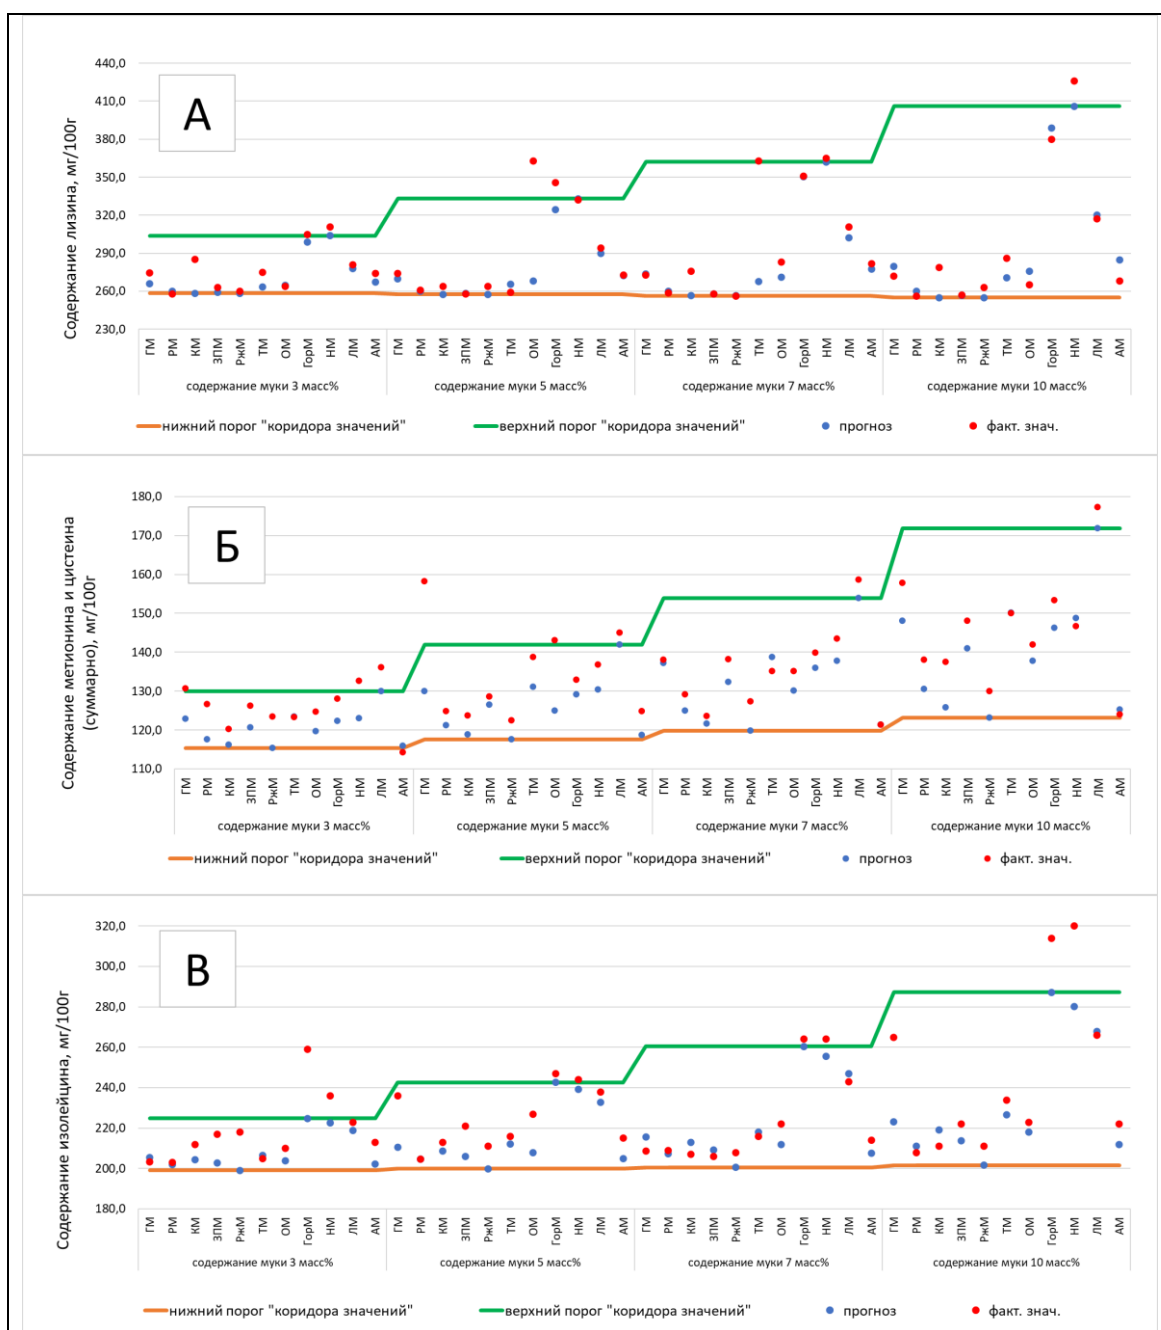 А
Содержание лизина, мг/100г
440,0
410,0
380,0
350,0
320,0
290,0
260,0
230,0
ГМ РМ КМ ЗПМ РжМ ТМ ОМ ГорМ НМ ЛМ АМ ГМ РМ КМ ЗПМ РжМ ТМ ОМ ГорМ НМ ЛМ АМ ГМ РМ КМ ЗПМ РжМ ТМ ОМ ГорМ НМ ЛМ АМ ГМ РМ КМ ЗПМ РжМ ТМ ОМ ГорМ НМ ЛМ АМ
содержание муки 3 масс% содержание муки 5 масс% содержание муки 7 масс% содержание муки 10 масс%
нижний порог "коридора значений" верхний порог "коридора значений" прогноз факт. знач.
Б
Содержание метионина и цистеина
(суммарно), мг/100г
180,0
170,0
160,0
150,0
140,0
130,0
120,0
110,0
ГМ РМ КМ ЗПМ РжМ ТМ ОМ ГорМ НМ ЛМ АМ ГМ РМ КМ ЗПМ РжМ ТМ ОМ ГорМ НМ ЛМ АМ ГМ РМ КМ ЗПМ РжМ ТМ ОМ ГорМ НМ ЛМ АМ ГМ РМ КМ ЗПМ РжМ ТМ ОМ ГорМ НМ ЛМ АМ
содержание муки 3 масс% содержание муки 5 масс% содержание муки 7 масс% содержание муки 10 масс%
нижний порог "коридора значений" верхний порог "коридора значений" прогноз факт. знач.
В
Содержание изолейцина, мг/100г
320,0
300,0
280,0
260,0
240,0
220,0
200,0
180,0
ГМ РМ КМ ЗПМ РжМ ТМ ОМ ГорМ НМ ЛМ АМ ГМ РМ КМ ЗПМ РжМ ТМ ОМ ГорМ НМ ЛМ АМ ГМ РМ КМ ЗПМ РжМ ТМ ОМ ГорМ НМ ЛМ АМ ГМ РМ КМ ЗПМ РжМ ТМ ОМ ГорМ НМ ЛМ АМ
содержание муки 3 масс% содержание муки 5 масс% содержание муки 7 масс% содержание муки 10 масс%
нижний порог "коридора значений" верхний порог "коридора значений" прогноз факт. знач.